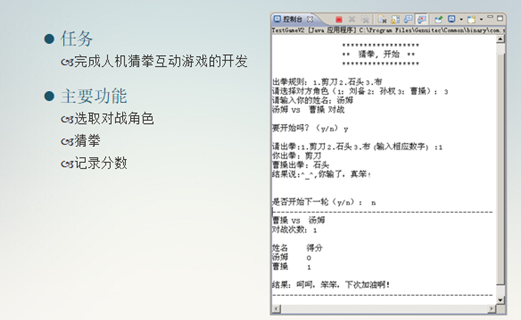 任务
完成人机猜拳互动游戏的开发
主要功能
选取对战角色
猜拳
记录分数
控制台
TestGameV2 [Java 应用程序] C:\Program Files\Genuitec\Common\binary\com.s
******************
** 猜拳, 开始 **
******************
出拳规则: 1.剪刀 2.石头 3.布
请选择对方角色 (1: 刘备 2: 孙权 3: 曹操): 3
请输入你的姓名: 汤姆
汤姆 VS 曹操 对战
要开始吗? (y/n) y
请出拳:1.剪刀 2.石头 3.布 (输入相应数字) :1
你出拳: 剪刀
曹操出拳: 石头
结果说:^_^,你输了, 真笨!
是否开始下一轮 (y/n): n
曹操 VS 汤姆
对战次数: 1
姓名 得分
汤姆 0
曹操 1
结果: 呵呵, 笨笨, 下次加油啊!